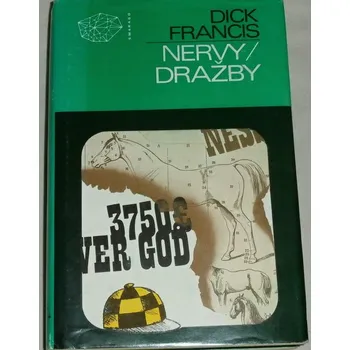 DICK
FRANCIS
NERVY/
DRAŽBY
NES
3750£
VER GOD